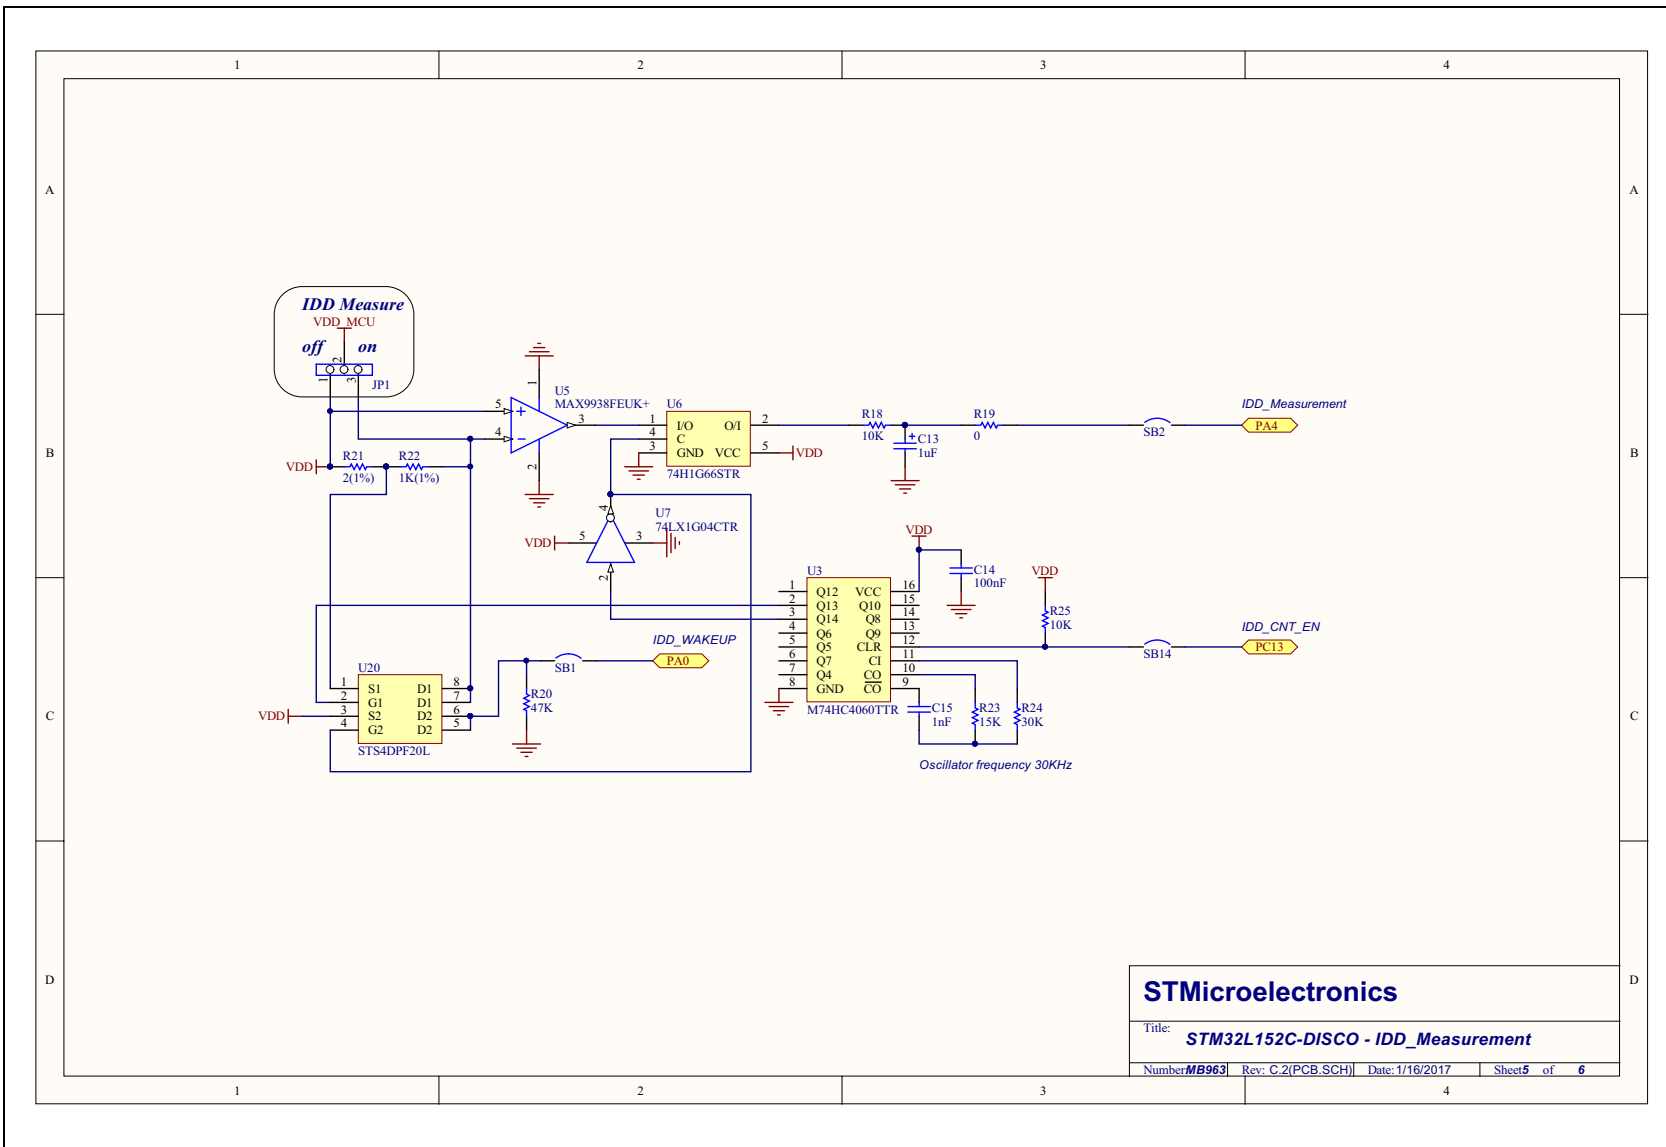 1 2 3 4
A A
IDD Measure
VDD_MCU
off on
2
1 3
JP1
B B
1
U5
MAX9938FEUK+
5 +
4 −
3
2
U6
1 I/O O/I 2
4 C
3 GND VCC 5 VDD
74H1G66STR
R18
10K
C13
1uF
+
R19
0
SB2
IDD_Measurement
PA4
VDD
R21
2(1%)
R22
1K(1%)
4
U7
74LX1G04CTR
VDD 5 3
2
VDD
C14
100nF
VDD
R25
10K
U3
1 Q12 VCC 16
2 Q13 Q10 15
3 Q14 Q8 14
4 Q6 Q9 13
5 Q5 CLR 12
6 Q7 CI 11
7 Q4 CO 10
8 GND CO 9
M74HC4060TTR
IDD_CNT_EN
SB14
PC13
C15
1nF
R23
15K
R24
30K
Oscillator frequency 30KHz
IDD_WAKEUP
SB1
PA0
R20
47K
C C
U20
1 S1 D1 8
2 G1 D1 7
VDD 3 S2 D2 6
4 G2 D2 5
STS4DPF20L
D D
STMicroelectronics
Title:
STM32L152C-DISCO - IDD_Measurement
Number:MB963 Rev: C.2(PCB.SCH) Date:1/16/2017 Sheet5 of 6
1 2 3 4